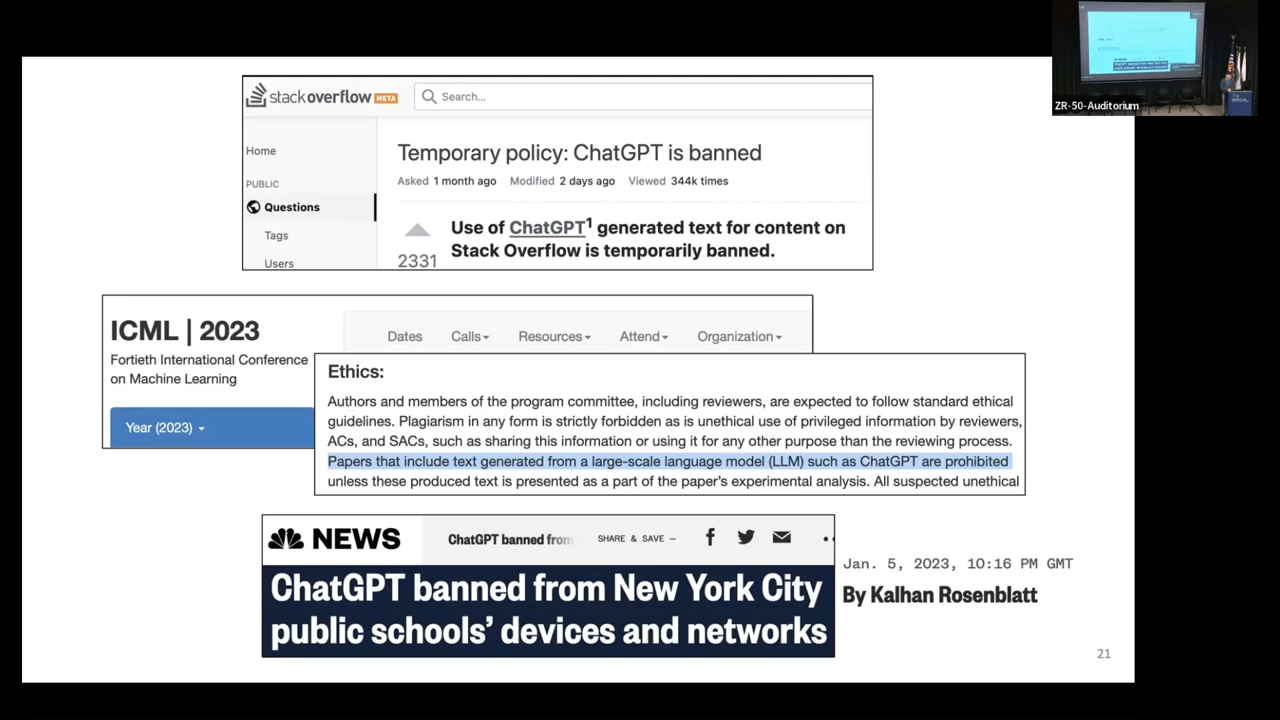 stackoverflow META
Search...
Home
PUBLIC
Questions
Tags
Users
Temporary policy: ChatGPT is banned
Asked 1 month ago Modified 2 days ago Viewed 344k times
2331
Use of ChatGPT1 generated text for content on
Stack Overflow is temporarily banned.
ZR-50-Auditorium
ICML | 2023
Fortieth International Conference
on Machine Learning
Year (2023)
Dates Calls Resources Attend Organization
Ethics:
Authors and members of the program committee, including reviewers, are expected to follow standard ethical
guidelines. Plagiarism in any form is strictly forbidden as is unethical use of privileged information by reviewers,
ACs, and SACs, such as sharing this information or using it for any other purpose than the reviewing process.
Papers that include text generated from a large-scale language model (LLM) such as ChatGPT are prohibited
unless these produced text is presented as a part of the paper's experimental analysis. All suspected unethical
NEWS
ChatGPT banned from
SHARE & SAVE —
ChatGPT banned from New York City
public schools' devices and networks
Jan. 5, 2023, 10:16 PM GMT
By Kalhan Rosenblatt
21